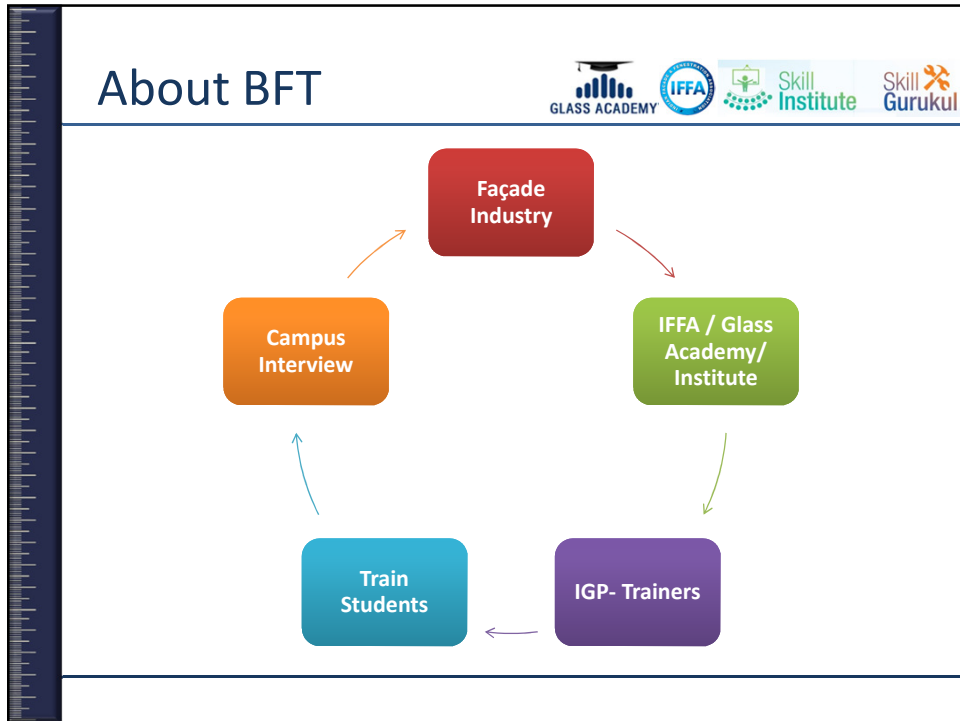 About BFT
GLASS ACADEMY
IFFA
Skill
Institute
Skill
Gurukul
Façade
Industry
IFFA / Glass
Academy/
Institute
IGP- Trainers
Train
Students
Campus
Interview